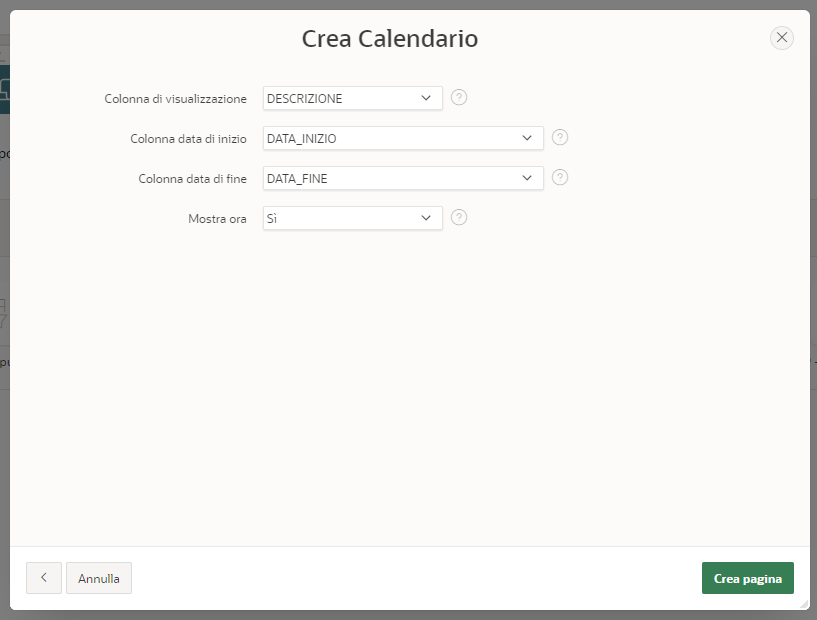 Crea Calendario
Colonna di visualizzazione DESCRIZIONE
Colonna data di inizio DATA_INIZIO
Colonna data di fine DATA_FINE
Mostra ora Sì
Annulla Crea pagina